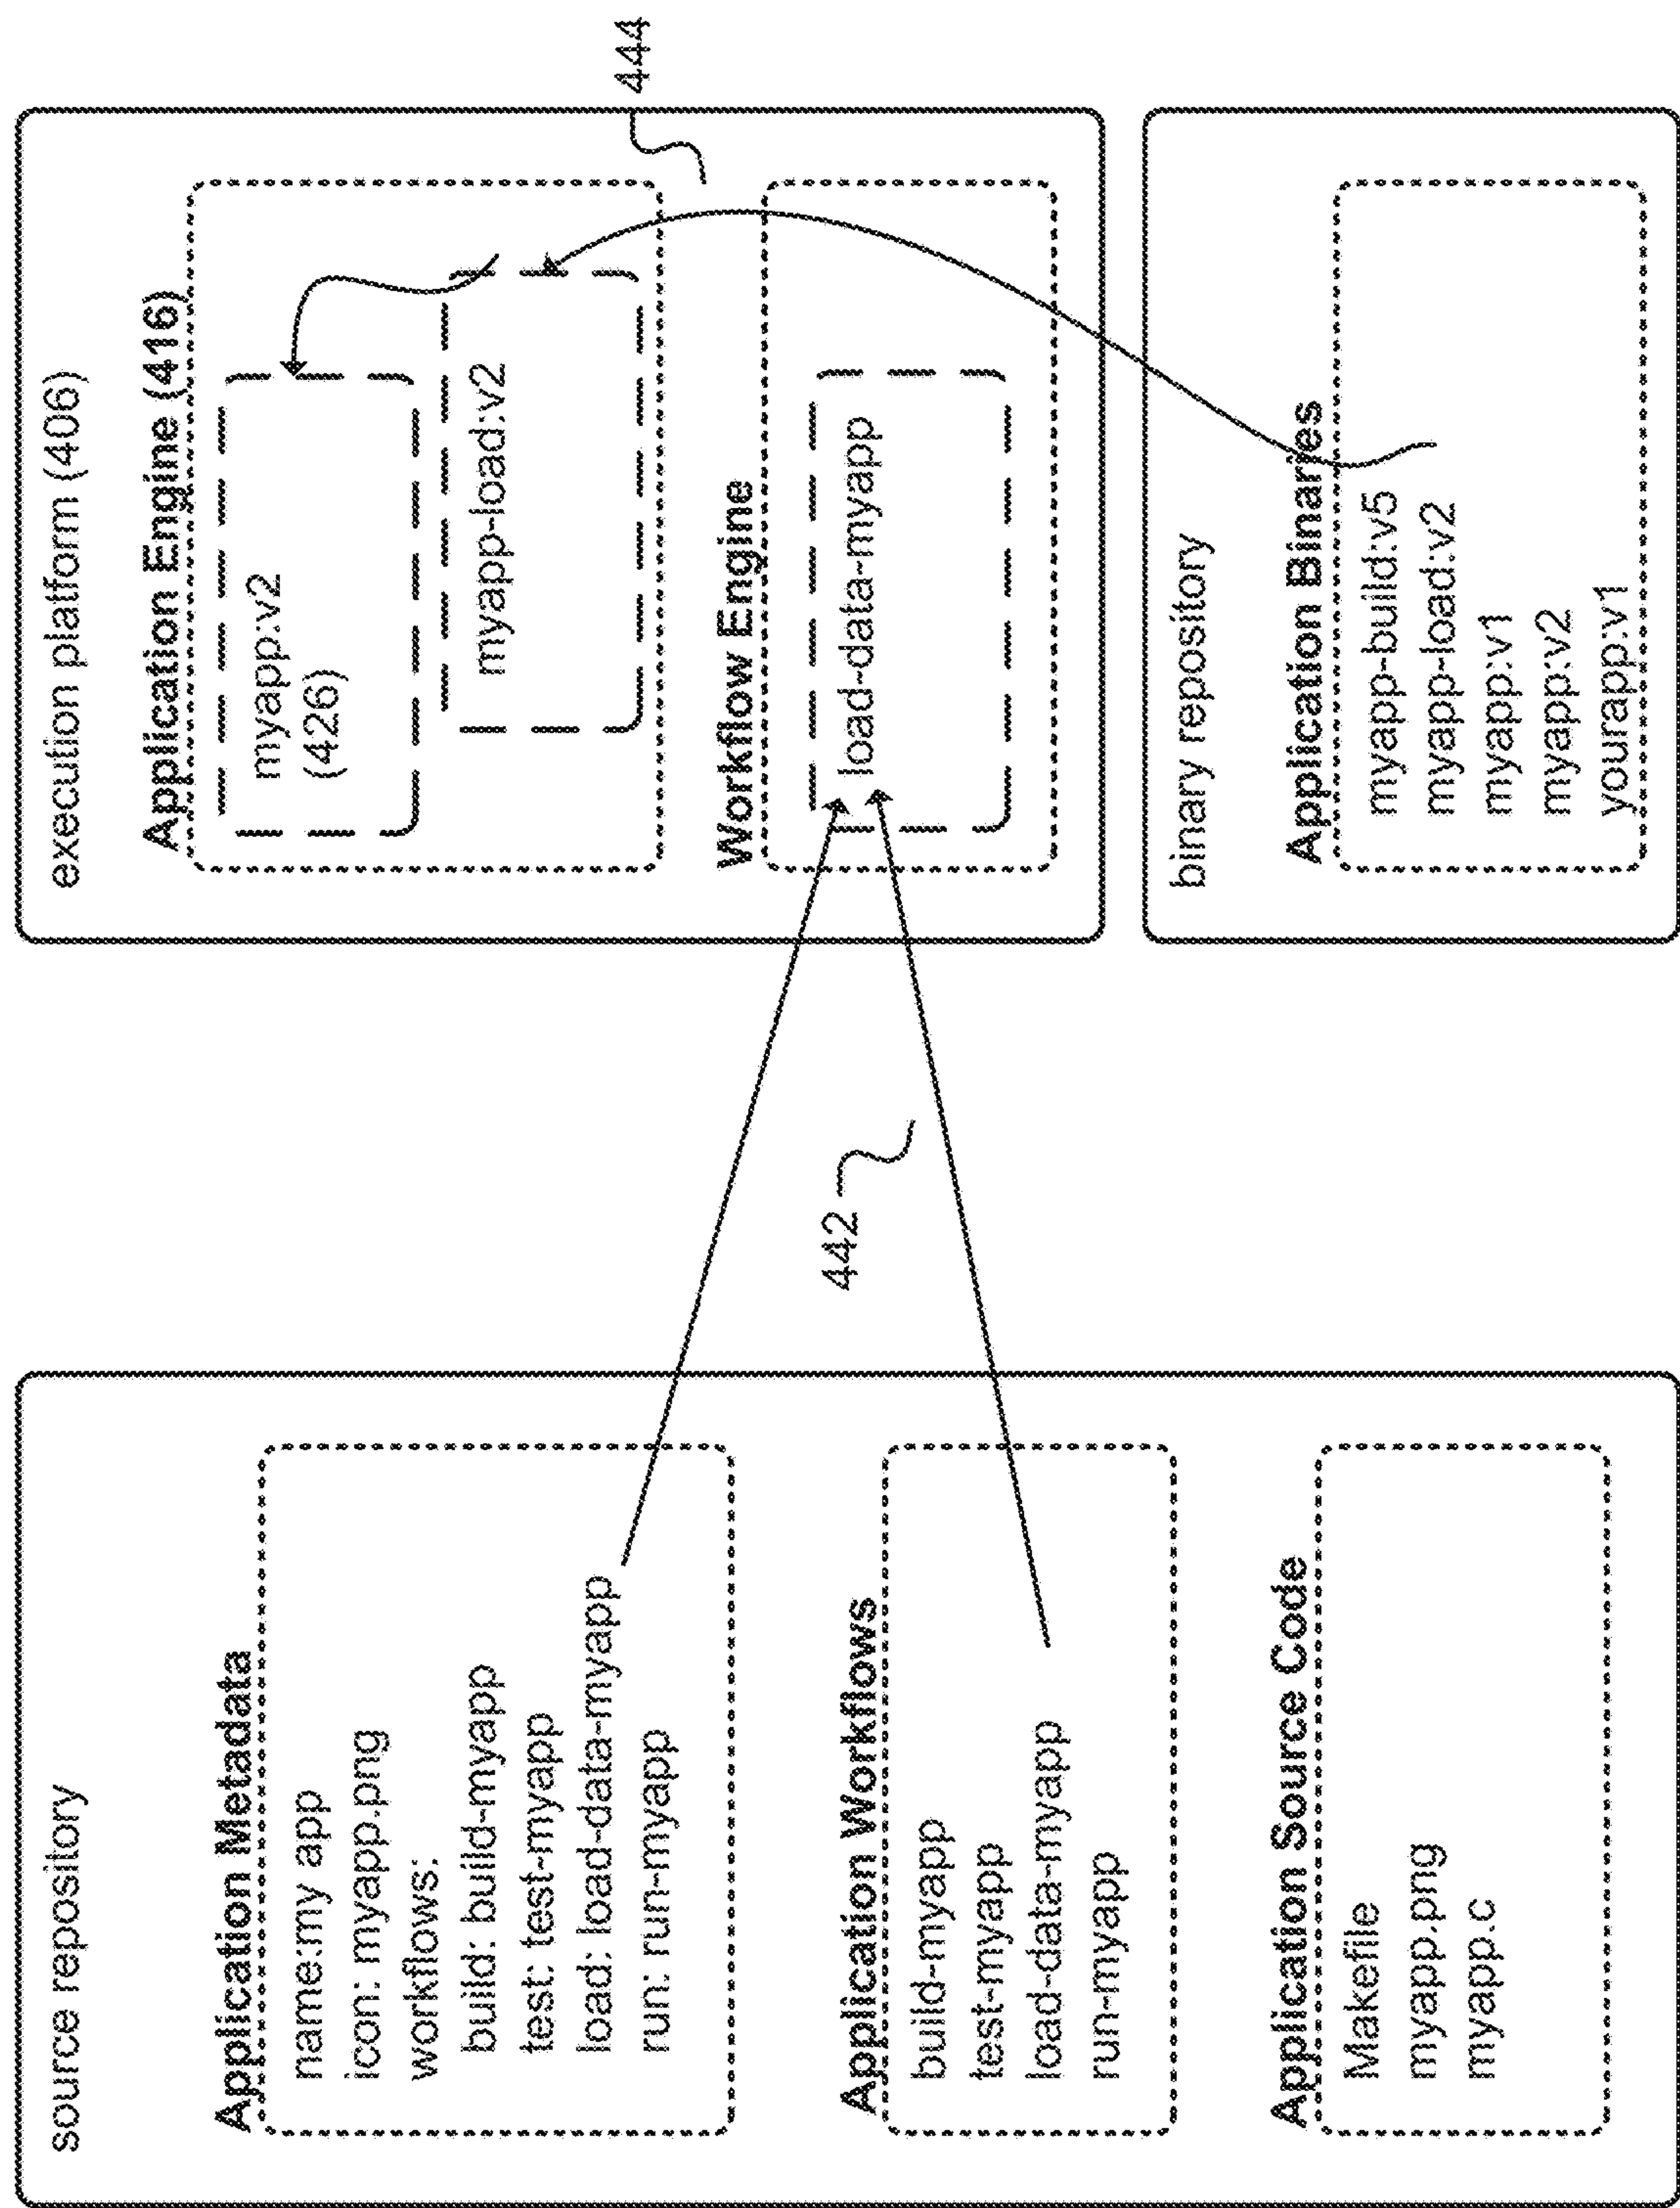 source repository
Application Metadata
name:my app
icon: myapp.png
workflows:
build: build-myapp
test: test-myapp
load: load-data-myapp
run: run-myapp
Application Workflows
build-myapp
test-myapp
load-data-myapp
run-myapp
Application Source Code
Makefile
myapp.png
myapp.c
442
execution platform (406)
Application Engine (416)
myapp:v2
(426)
myapp-load:v2
444
Workflow Engine
load-data-myapp
binary repository
Application Binaries
myapp-build:v5
myapp-load:v2
myapp:v1
myapp:v2
yourapp:v1